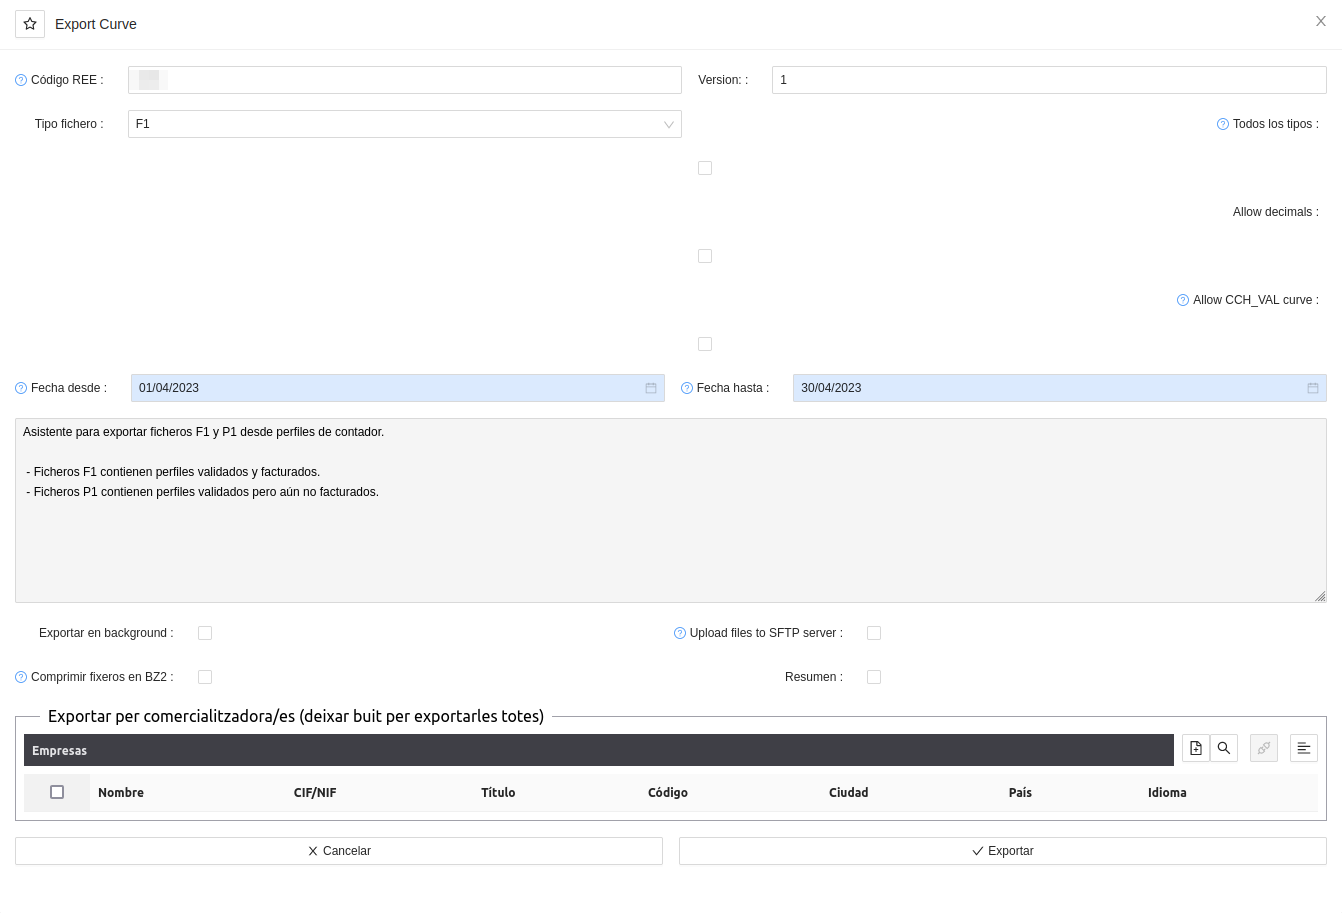 Export Curve
Código REE :
Version: : 1
Tipo fichero : F1
Todos los tipos :
Allow decimals :
Allow CCH_VAL curve :
Fecha desde : 01/04/2023
Fecha hasta : 30/04/2023
Asistente para exportar ficheros F1 y P1 desde perfiles de contador.
- Ficheros F1 contienen perfiles validados y facturados.
- Ficheros P1 contienen perfiles validados pero aún no facturados.
Exportar en background :
Upload files to SFTP server :
Comprimir fixeros en BZ2 :
Resumen :
Exportar per comercialitzadora/es (deixar buit per exportarles totes)
Empresas
Nombre CIF/NIF Título Código Ciudad País Idioma
Cancelar
Exportar